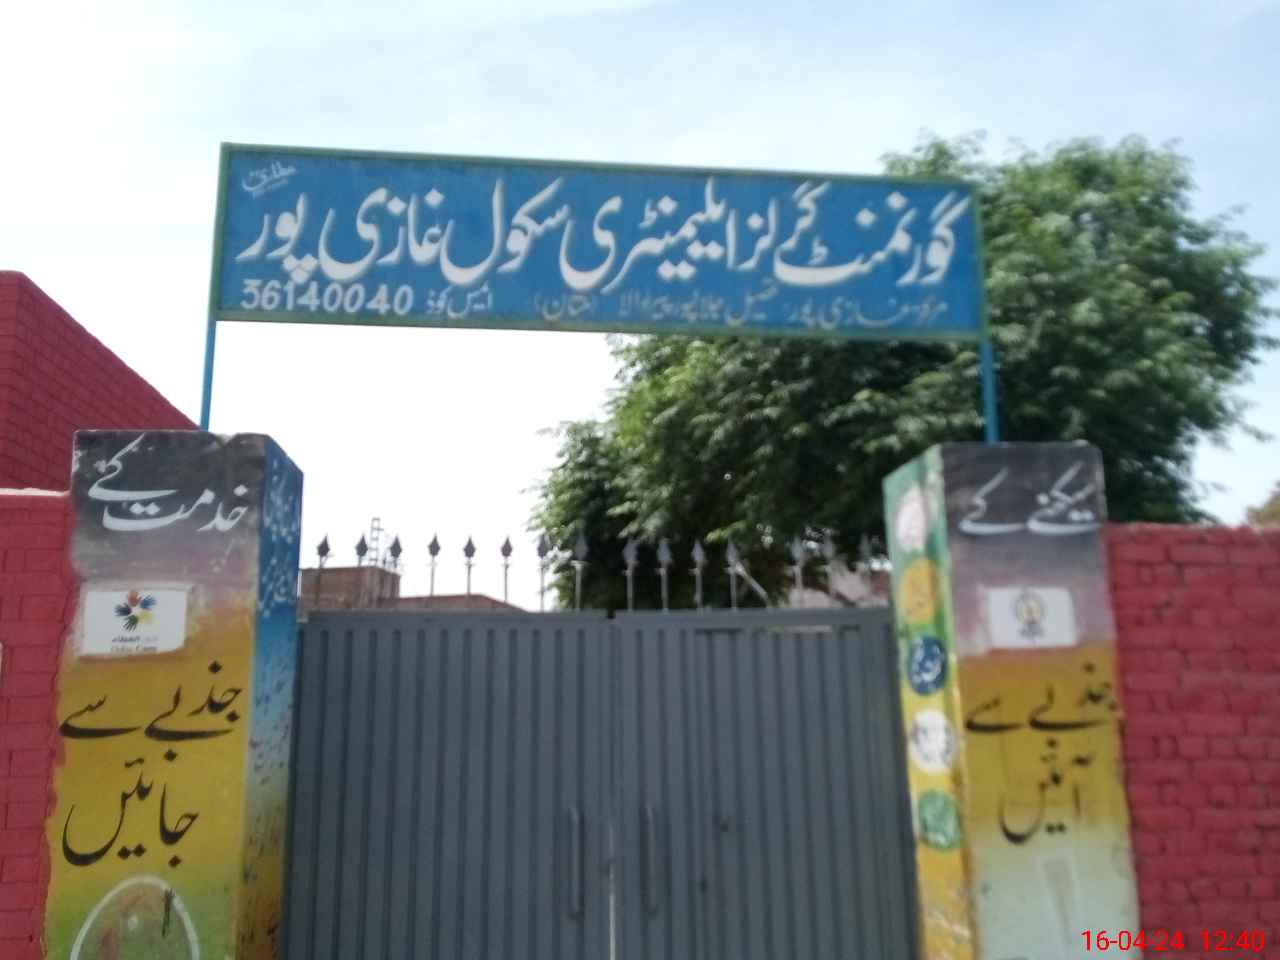 گورنمنٹ گرلز ایلیمنٹری سکول غازی پور
مرکز غازی پور تحصیل جلالپور پیروالا (ملتان) ایمس کوڈ 36140040
سیکھنے کے
جذبے سے
آئیں
خدمت کے
جذبے سے
جائیں
16-04-24 12:40